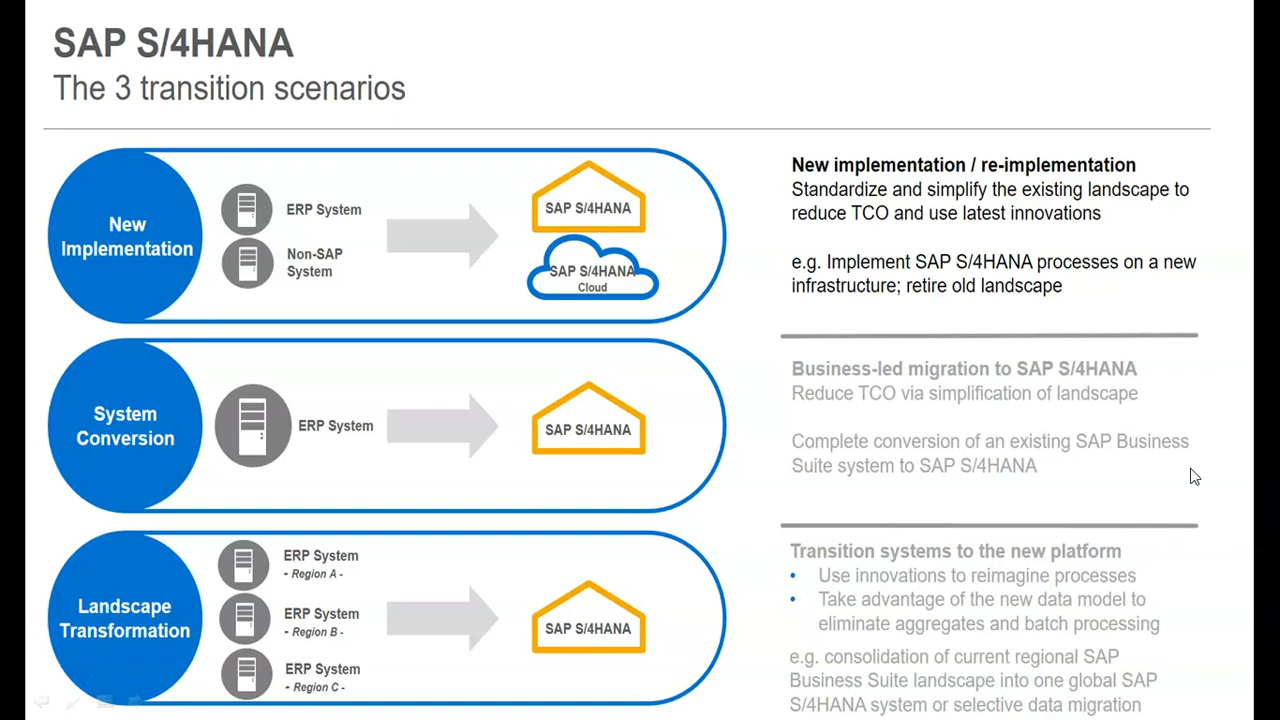 SAP S/4HANA
The 3 transition scenarios
New
Implementation
ERP System
Non-SAP
System
SAP S/4HANA
SAP S/4HANA
Cloud
New implementation / re-implementation
Standardize and simplify the existing landscape to
reduce TCO and use latest innovations
e.g. Implement SAP S/4HANA processes on a new
infrastructure; retire old landscape
System
Conversion
ERP System
SAP S/4HANA
Business-led migration to SAP S/4HANA
Reduce TCO via simplification of landscape
Complete conversion of an existing SAP Business
Suite system to SAP S/4HANA
Landscape
Transformation
ERP System
- Region A -
ERP System
- Region B -
ERP System
- Region C -
SAP S/4HANA
Transition systems to the new platform
• Use innovations to reimagine processes
• Take advantage of the new data model to
eliminate aggregates and batch processing
e.g. consolidation of current regional SAP
Business Suite landscape into one global SAP
S/4HANA system or selective data migration